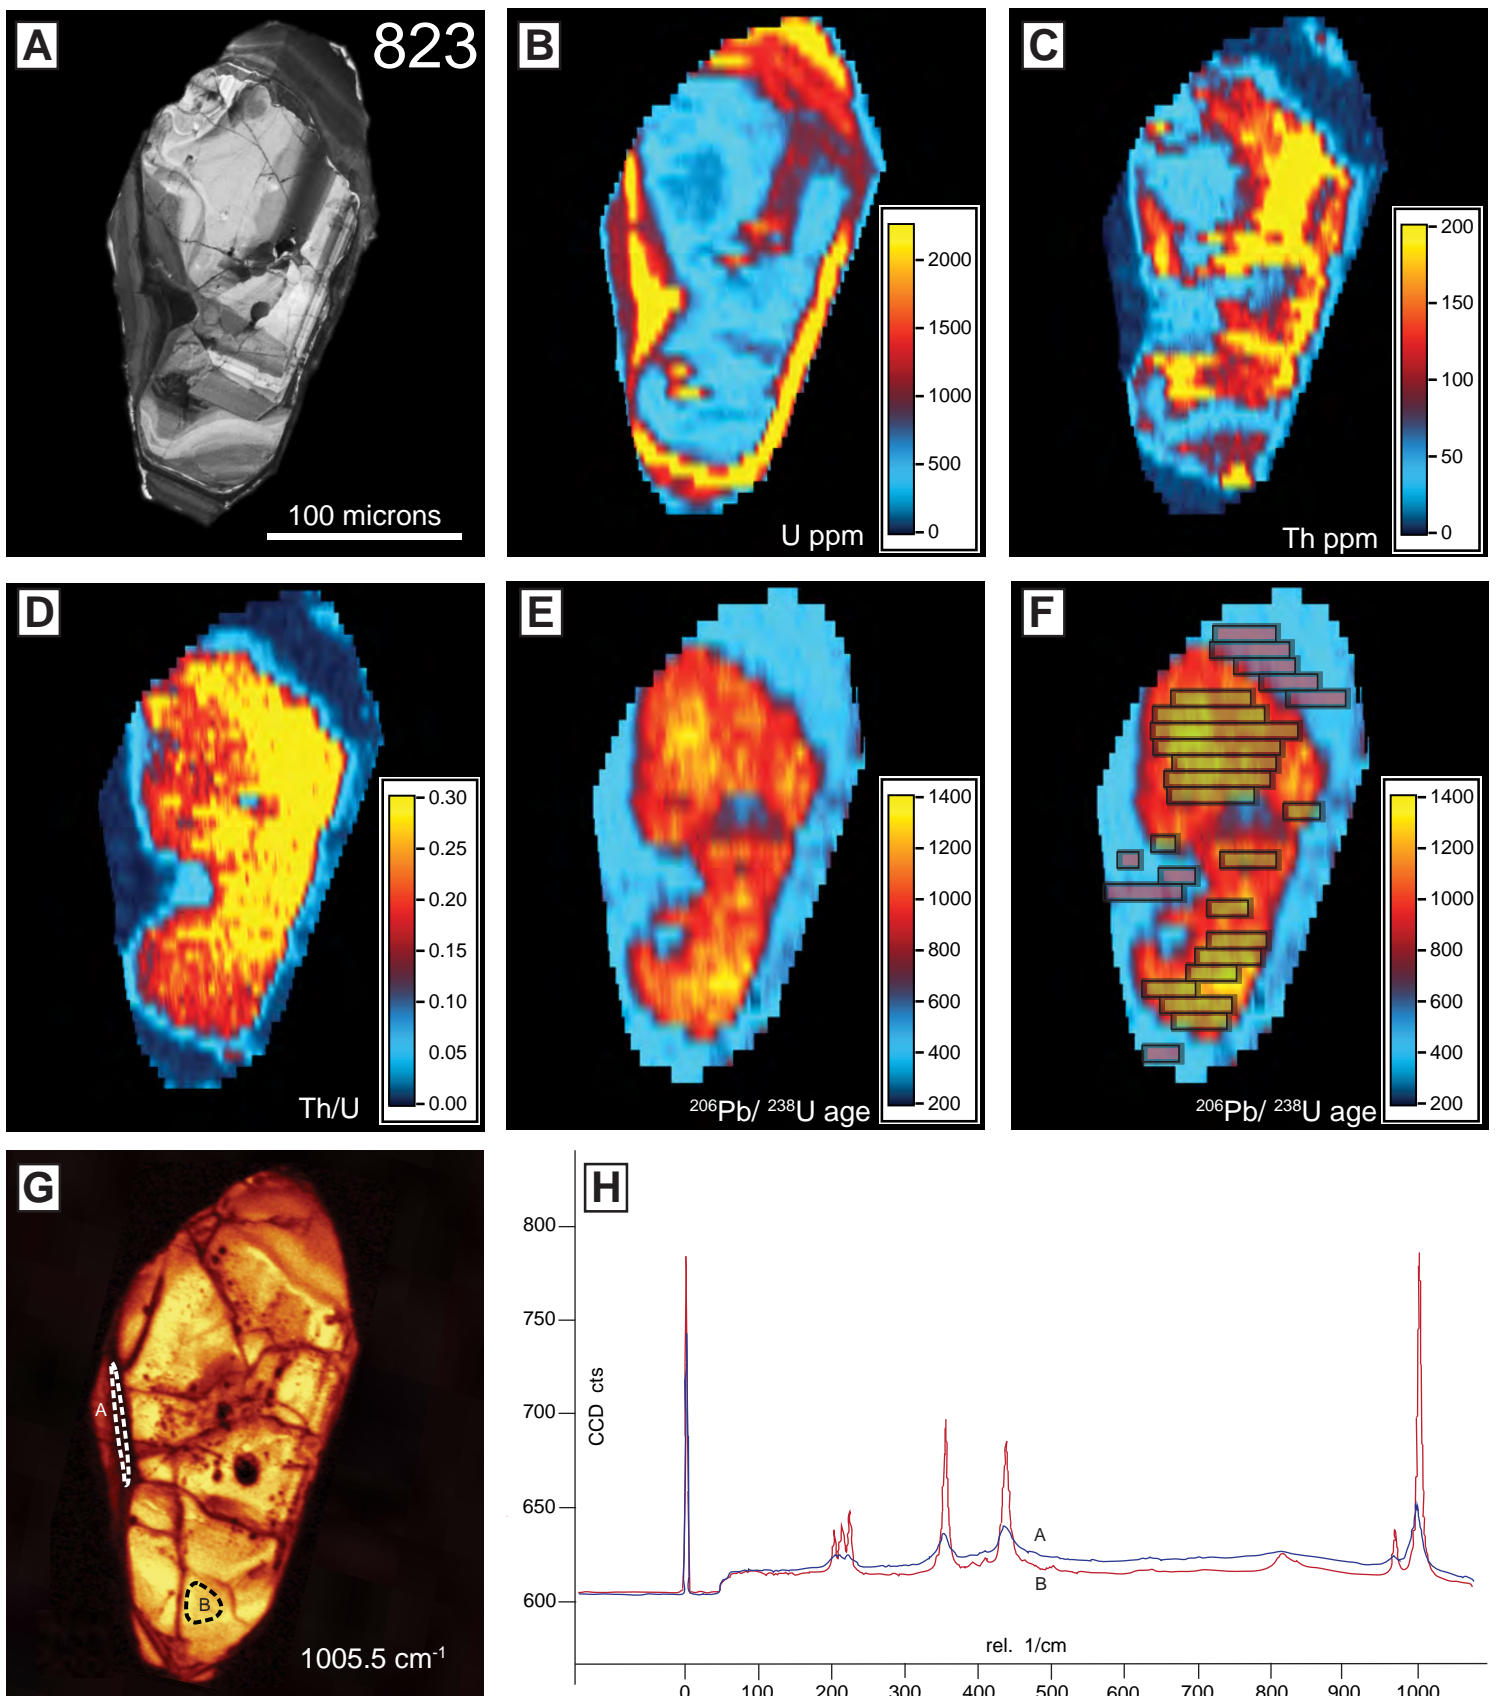 A
823
100 microns
B
2000
1500
1000
500
0
U ppm
C
200
150
100
50
0
Th ppm
D
0.30
0.25
0.20
0.15
0.10
0.05
0.00
Th/U
E
1400
1200
1000
800
600
400
200
206Pb/ 238U age
F
1400
1200
1000
800
600
400
200
206Pb/ 238U age
G
A
B
1005.5 cm-1
H
800
750
700
650
600
CCD cts
A
B
rel. 1/cm
0 100 200 300 400 500 600 700 800 900 1000